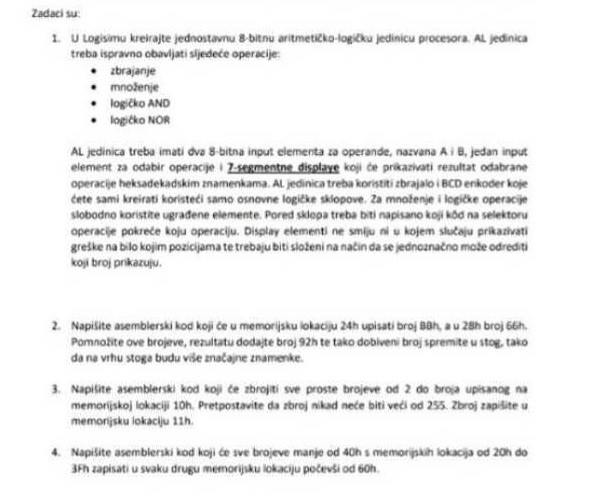 Zadaci su:
1. U Logisimu kreirajte jednostavnu 8-bitnu aritmetičko-logičku jedinicu procesora. AL jedinica
treba ispravno obavljati sljedeće operacije:
• zbrajanje
• množenje
• logičko AND
• logičko NOR
AL jedinica treba imati dva 8-bitna input elementa za operande, nazvana A i B, jedan input
element za odabir operacije i 7-segmentne displaye koji će prikazivati rezultat odabrane
operacije heksadekadskim znamenkama. AL jedinica treba koristiti zbrajalo i BCD enkoder koje
ćete sami kreirati koristeći samo osnovne logičke sklopove. Za množenje i logičke operacije
slobodno koristite ugrađene elemente. Pored sklopa treba biti napisano koji kôd na selektoru
operacije pokreće koju operaciju. Display elementi ne smiju ni u kojem slučaju prikazivati
greške na bilo kojim pozicijama te trebaju biti složeni na način da se jednoznačno može odrediti
koji broj prikazuju.
2. Napišite asemblerski kod koji će u memorijsku lokaciju 24h upisati broj BBh, a u 28h broj 66h.
Pomnožite ove brojeve, rezultatu dodajte broj 92h te tako dobiveni broj spremite u stog, tako
da na vrhu stoga budu više značajne znamenke.
3. Napišite asemblerski kod koji će zbrojiti sve proste brojeve od 2 do broja upisanog na
memorijskoj lokaciji 10h. Pretpostavite da zbroj nikad neće biti veći od 255. Zbroj zapišite u
memorijsku lokaciju 11h.
4. Napišite asemblerski kod koji će sve brojeve manje od 40h s memorijskih lokacija od 20h do
3Fh zapisati u svaku drugu memorijsku lokaciju počevši od 60h.